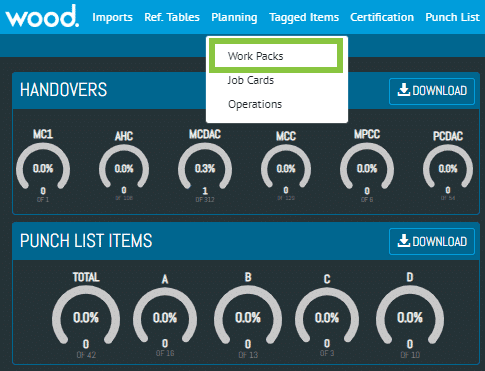 wood. Imports Ref. Tables Planning Tagged Items Certification Punch List
Work Packs
Job Cards
Operations
HANDOVERS DOWNLOAD
MC1 AHC MCDAC MCC MPCC PCDAC
0.0% 0.0% 0.3% 0.0% 0.0% 0.0%
0 0 1 0 0 0
OF 1 OF 312 OF 6 OF 54
PUNCH LIST ITEMS DOWNLOAD
TOTAL A B C D
0.0% 0.0% 0.0% 0.0% 0.0%
0 0 0 0 0
OF 42 OF 16 OF 13 OF 3 OF 10